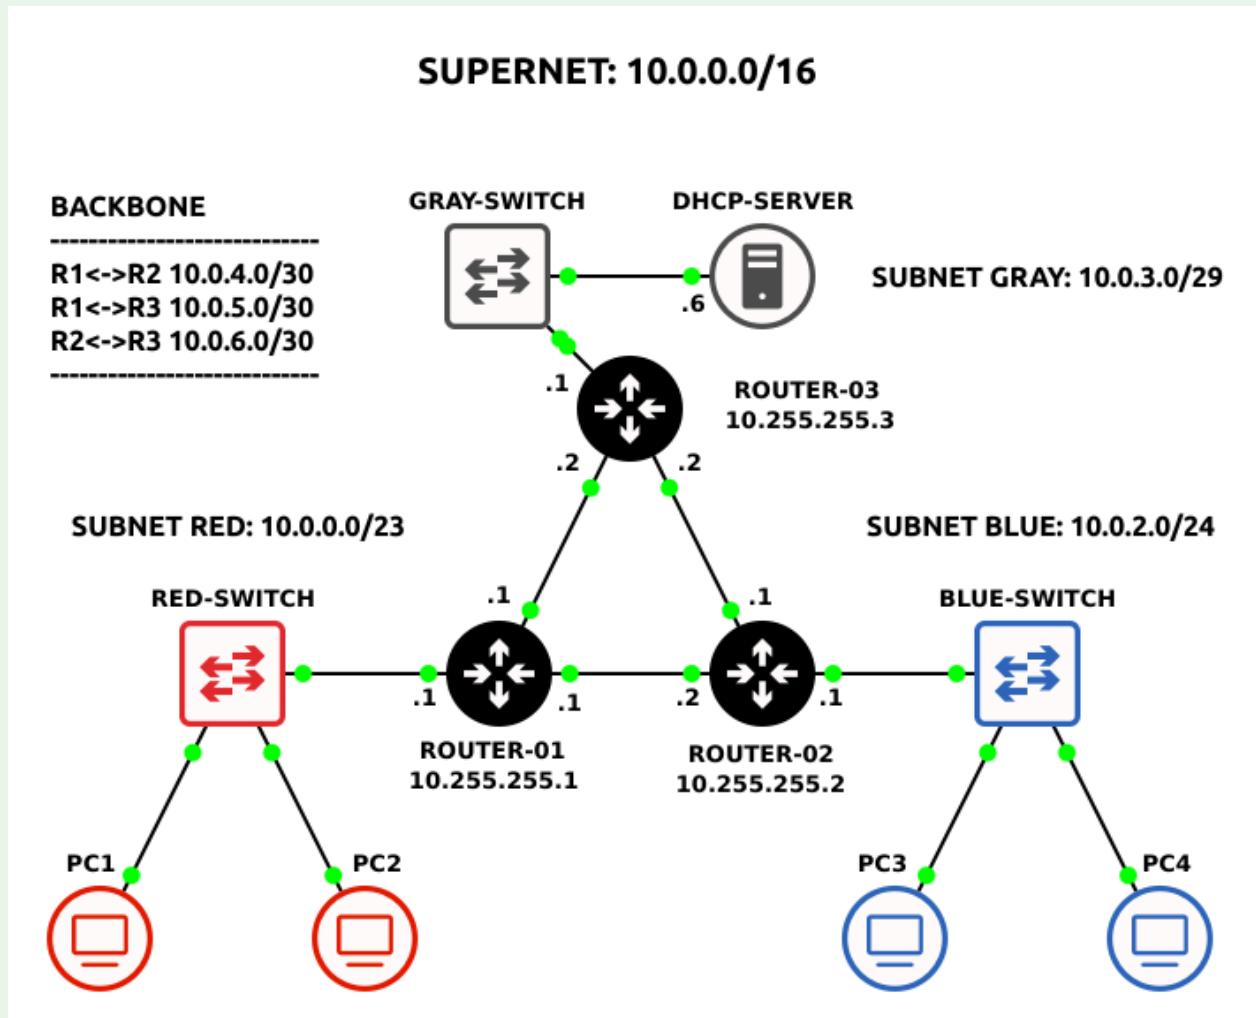 SUPERNET: 10.0.0.0/16
BACKBONE
----------------------------
R1<->R2 10.0.4.0/30
R1<->R3 10.0.5.0/30
R2<->R3 10.0.6.0/30
----------------------------
GRAY-SWITCH
DHCP-SERVER
.6
SUBNET GRAY: 10.0.3.0/29
.1
ROUTER-03
10.255.255.3
.2
.2
SUBNET RED: 10.0.0.0/23
SUBNET BLUE: 10.0.2.0/24
RED-SWITCH
.1
.1
BLUE-SWITCH
.1
.1
.2
.1
ROUTER-01
10.255.255.1
ROUTER-02
10.255.255.2
PC1
PC2
PC3
PC4